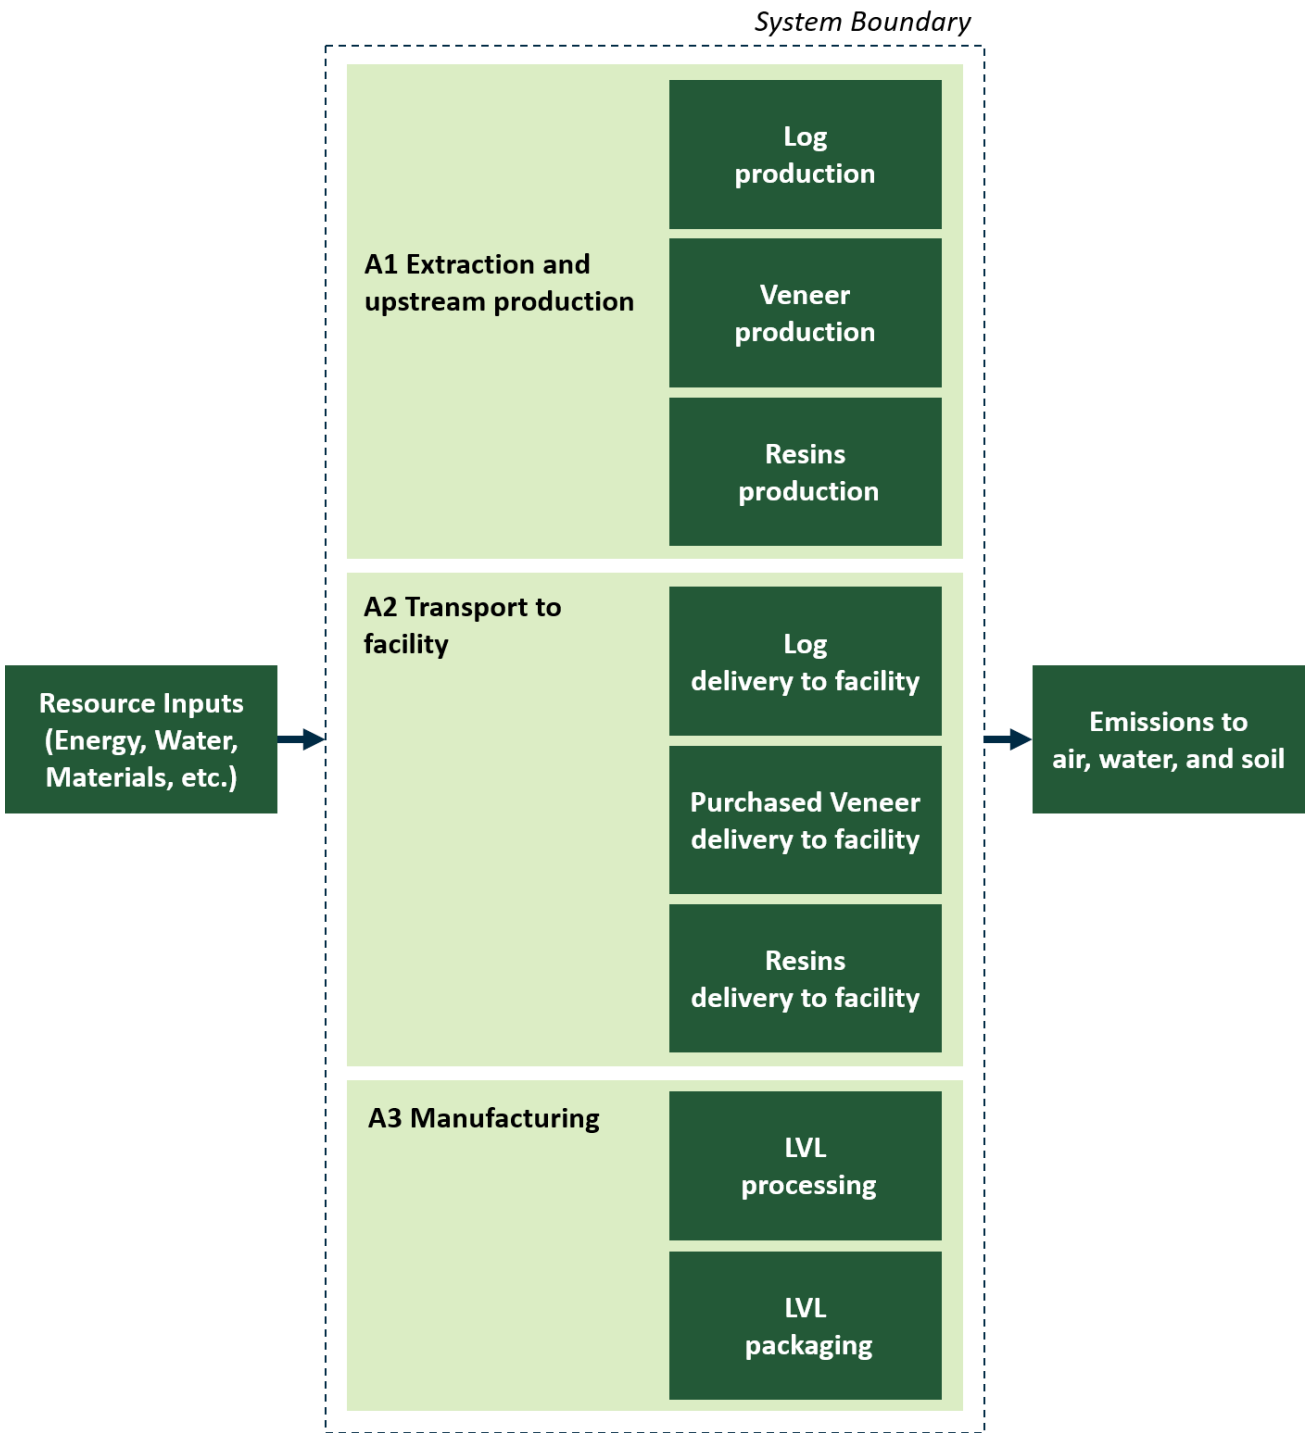 System Boundary
Log
production
A1 Extraction and
upstream production
Veneer
production
Resins
production
A2 Transport to
facility
Log
delivery to facility
Resource Inputs
(Energy, Water,
Materials, etc.)
Emissions to
air, water, and soil
Purchased Veneer
delivery to facility
Resins
delivery to facility
A3 Manufacturing
LVL
processing
LVL
packaging